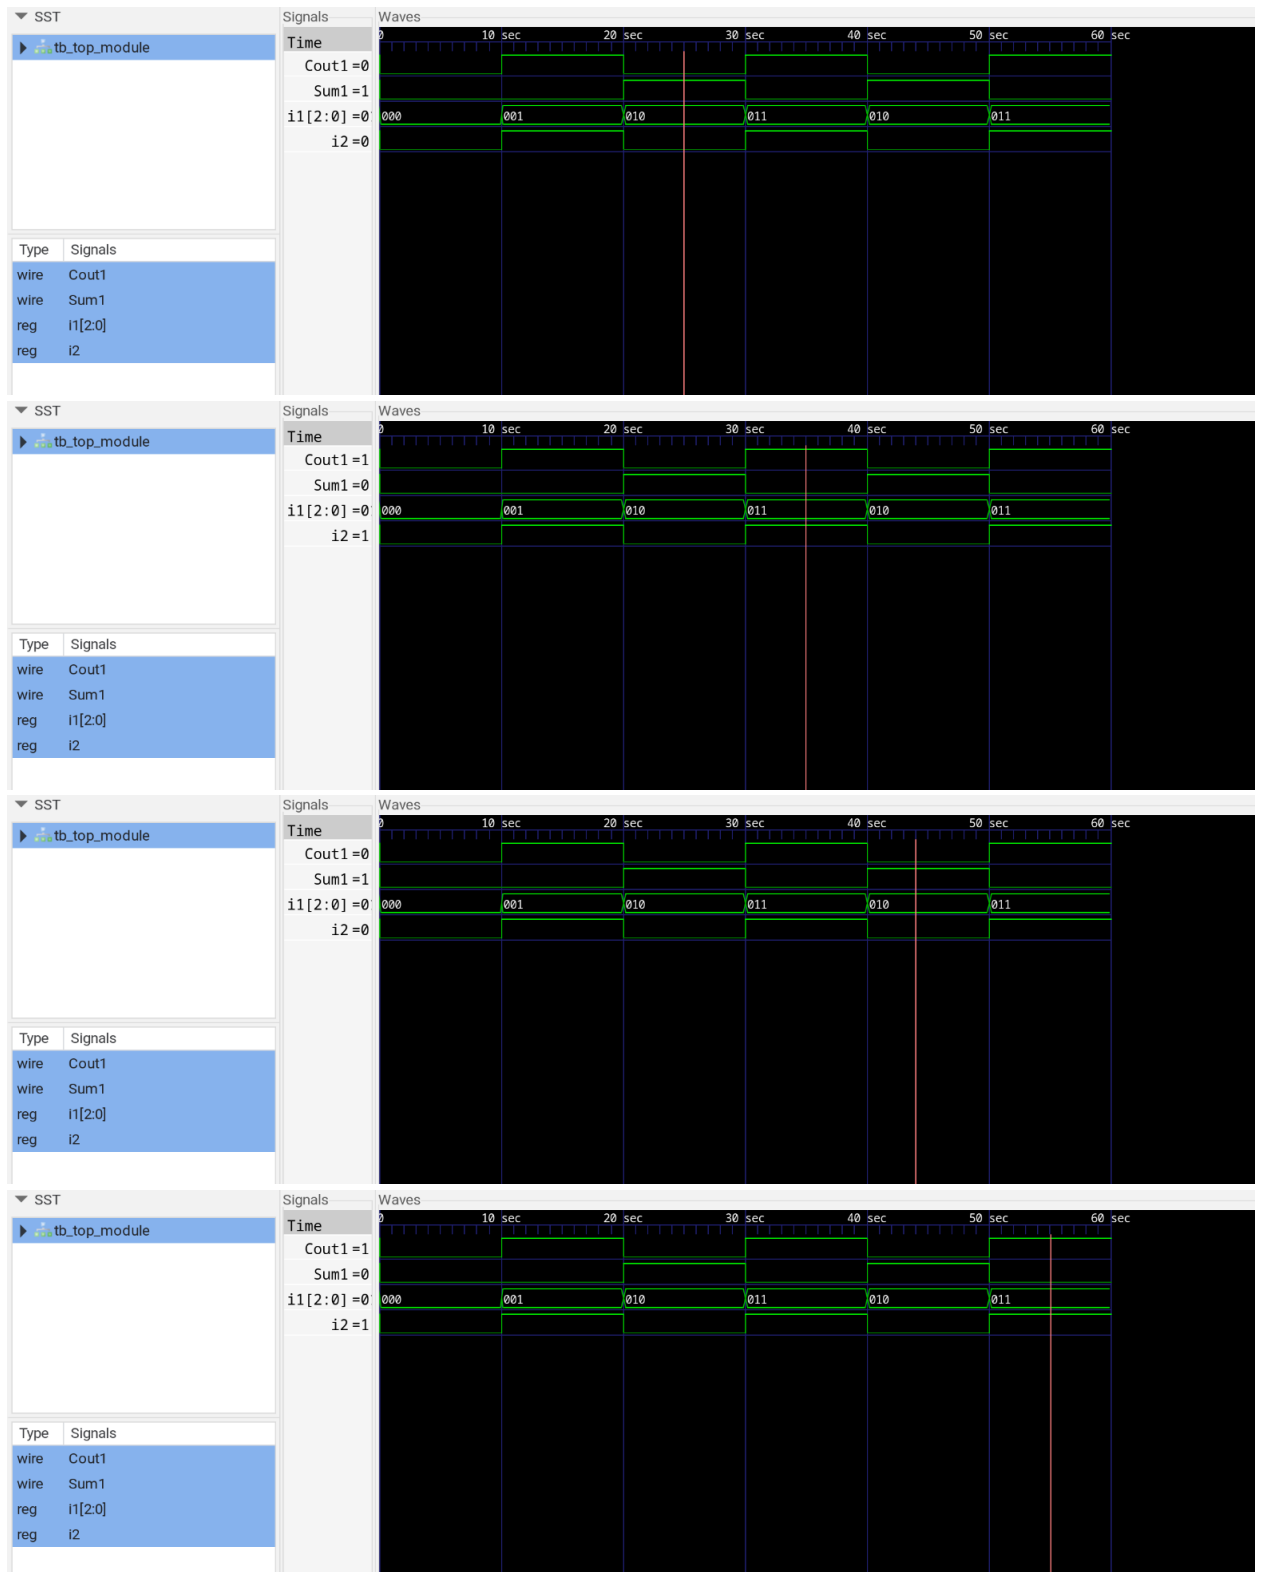 SST
Signals
Waves
tb_top_module
Time
0 10 sec 20 sec 30 sec 40 sec 50 sec 60 sec
Cout1=0
Sum1=1
i1[2:0]=0 000 001 010 011 010 011
i2=0
Type Signals
wire Cout1
wire Sum1
reg i1[2:0]
reg i2
SST
Signals
Waves
tb_top_module
Time
0 10 sec 20 sec 30 sec 40 sec 50 sec 60 sec
Cout1=1
Sum1=0
i1[2:0]=0 000 001 010 011 010 011
i2=1
Type Signals
wire Cout1
wire Sum1
reg i1[2:0]
reg i2
SST
Signals
Waves
tb_top_module
Time
0 10 sec 20 sec 30 sec 40 sec 50 sec 60 sec
Cout1=0
Sum1=1
i1[2:0]=0 000 001 010 011 010 011
i2=0
Type Signals
wire Cout1
wire Sum1
reg i1[2:0]
reg i2
SST
Signals
Waves
tb_top_module
Time
0 10 sec 20 sec 30 sec 40 sec 50 sec 60 sec
Cout1=1
Sum1=0
i1[2:0]=0 000 001 010 011 010 011
i2=1
Type Signals
wire Cout1
wire Sum1
reg i1[2:0]
reg i2